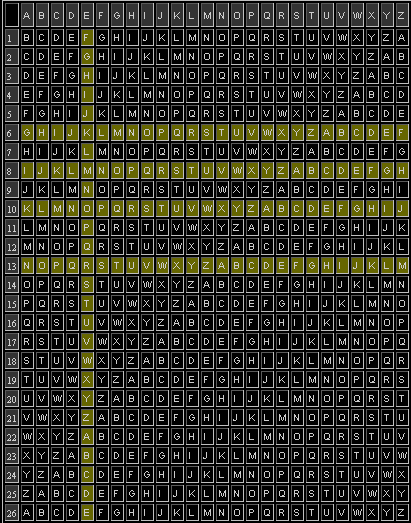 A B C D E F G H I J K L M N O P Q R S T U V W X Y Z
1 B C D E F G H I J K L M N O P Q R S T U V W X Y Z A
2 C D E F G H I J K L M N O P Q R S T U V W X Y Z A B
3 D E F G H I J K L M N O P Q R S T U V W X Y Z A B C
4 E F G H I J K L M N O P Q R S T U V W X Y Z A B C D
5 F G H I J K L M N O P Q R S T U V W X Y Z A B C D E
6 G H I J K L M N O P Q R S T U V W X Y Z A B C D E F
7 H I J K L M N O P Q R S T U V W X Y Z A B C D E F G
8 I J K L M N O P Q R S T U V W X Y Z A B C D E F G H
9 J K L M N O P Q R S T U V W X Y Z A B C D E F G H I
10 K L M N O P Q R S T U V W X Y Z A B C D E F G H I J
11 L M N O P Q R S T U V W X Y Z A B C D E F G H I J K
12 M N O P Q R S T U V W X Y Z A B C D E F G H I J K L
13 N O P Q R S T U V W X Y Z A B C D E F G H I J K L M
14 O P Q R S T U V W X Y Z A B C D E F G H I J K L M N
15 P Q R S T U V W X Y Z A B C D E F G H I J K L M N O
16 Q R S T U V W X Y Z A B C D E F G H I J K L M N O P
17 R S T U V W X Y Z A B C D E F G H I J K L M N O P Q
18 S T U V W X Y Z A B C D E F G H I J K L M N O P Q R
19 T U V W X Y Z A B C D E F G H I J K L M N O P Q R S
20 U V W X Y Z A B C D E F G H I J K L M N O P Q R S T
21 V W X Y Z A B C D E F G H I J K L M N O P Q R S T U
22 W X Y Z A B C D E F G H I J K L M N O P Q R S T U V
23 X Y Z A B C D E F G H I J K L M N O P Q R S T U V W
24 Y Z A B C D E F G H I J K L M N O P Q R S T U V W X
25 Z A B C D E F G H I J K L M N O P Q R S T U V W X Y
26 A B C D E F G H I J K L M N O P Q R S T U V W X Y Z